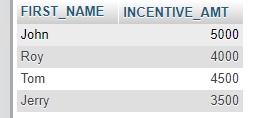 FIRST_NAME INCENTIVE_AMT
John 5000
Roy 4000
Tom 4500
Jerry 3500